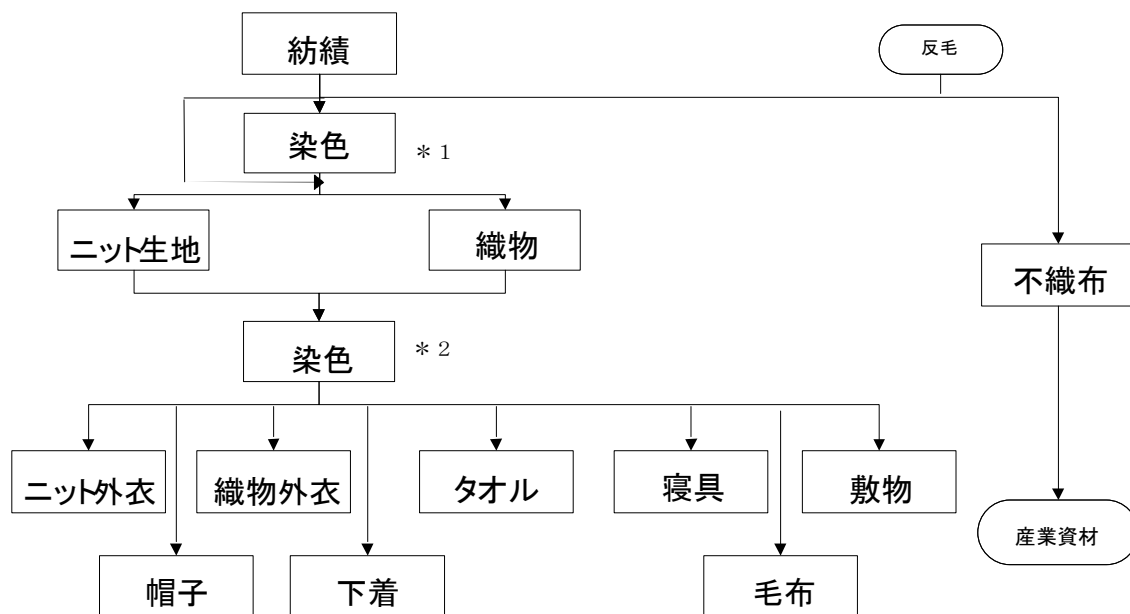 紡績
反毛
染色
＊１
ニット生地
織物
不織布
染色
＊２
ニット外衣
織物外衣
タオル
寝具
敷物
産業資材
帽子
下着
毛布